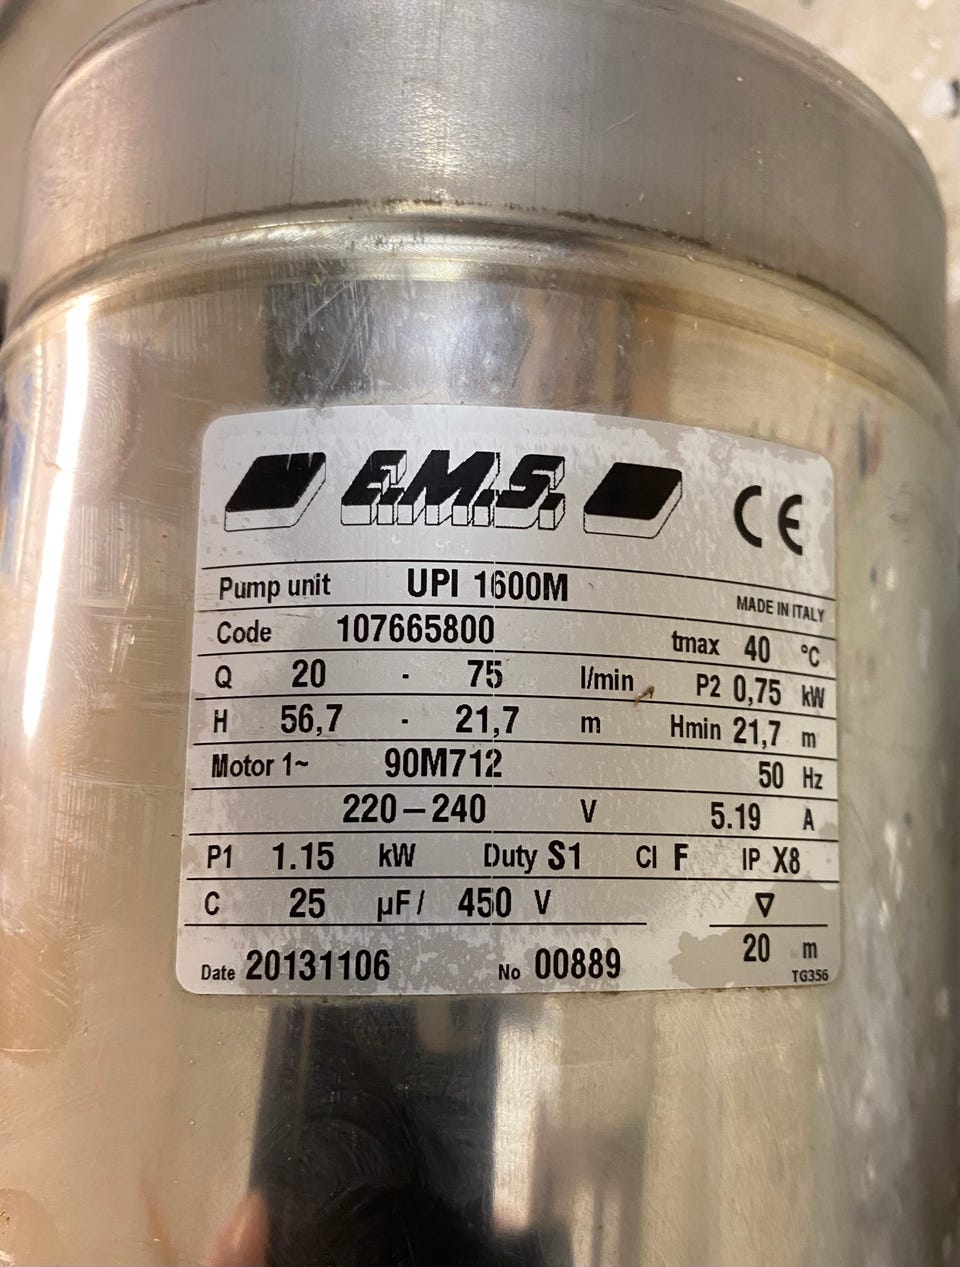 E.M.S.
CE
Pump unit UPI 1600M
MADE IN ITALY
Code 107665800 tmax 40 °C
Q 20 - 75 l/min P2 0,75 kW
H 56,7 - 21,7 m Hmin 21,7 m
Motor 1~ 90M712 50 Hz
220–240 V 5.19 A
P1 1.15 kW Duty S1 Cl F IP X8
C 25 µF/ 450 V
20 m
Date 20131106 No 00889
TG356